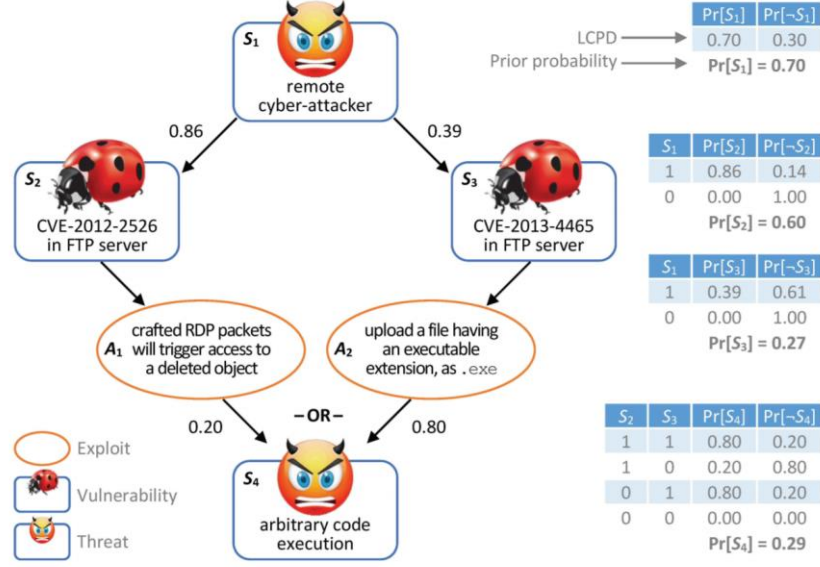 S1
remote
cyber-attacker
0.86
0.39
S2
CVE-2012-2526
in FTP server
S3
CVE-2013-4465
in FTP server
A1
crafted RDP packets
will trigger access to
a deleted object
A2
upload a file having
an executable
extension, as .exe
0.20
–OR–
0.80
S4
arbitrary code
execution
Exploit
Vulnerability
Threat
LCPD
Prior probability
Pr[S1] Pr[¬S1]
0.70 0.30
Pr[S1] = 0.70
S1 Pr[S2] Pr[¬S2]
1 0.86 0.14
0 0.00 1.00
Pr[S2] = 0.60
S1 Pr[S3] Pr[¬S3]
1 0.39 0.61
0 0.00 1.00
Pr[S3] = 0.27
S2 S3 Pr[S4] Pr[¬S4]
1 1 0.80 0.20
1 0 0.20 0.80
0 1 0.80 0.20
0 0 0.00 0.00
Pr[S4] = 0.29